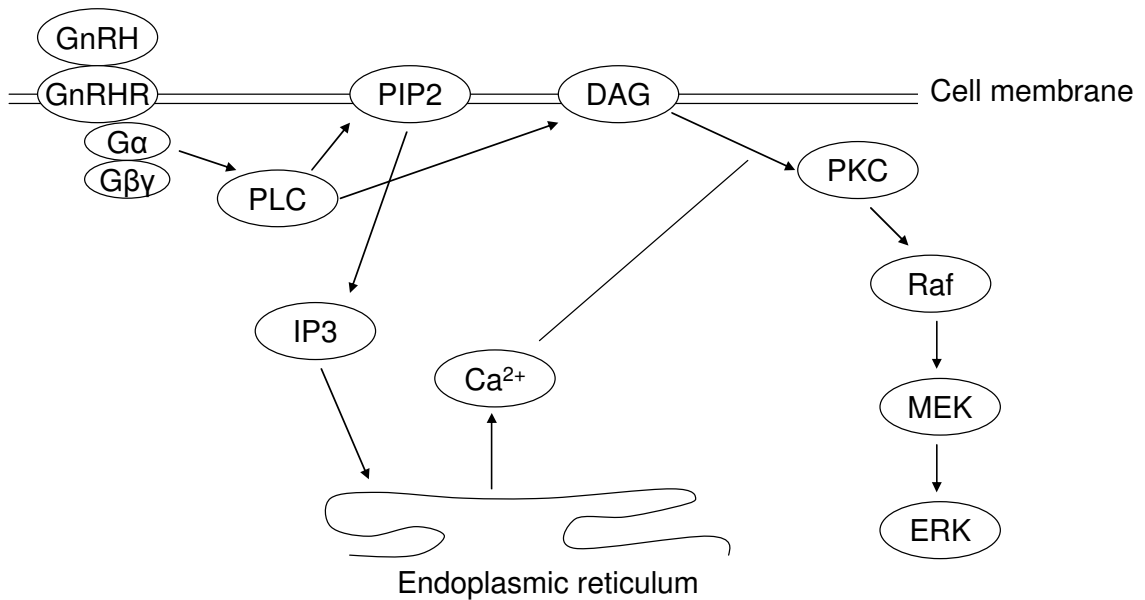 GnRH
GnRHR
PIP2
DAG
Cell membrane
Gα
Gβγ
PLC
PKC
Raf
IP3
Ca²⁺
MEK
ERK
Endoplasmic reticulum